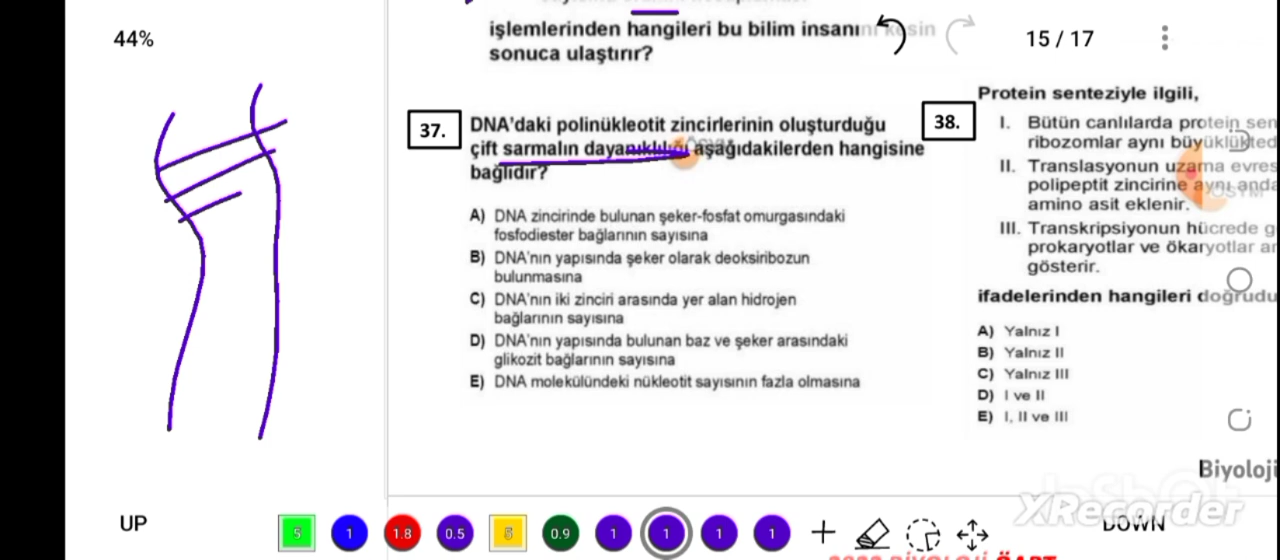 44%
işlemlerinden hangileri bu bilim insanını kesin
sonuca ulaştırır?
15 / 17
37.
DNA'daki polinükleotit zincirlerinin oluşturduğu
çift sarmalın dayanıklılığı aşağıdakilerden hangisine
bağlıdır?
A) DNA zincirinde bulunan şeker-fosfat omurgasındaki
fosfodiester bağlarının sayısına
B) DNA'nın yapısında şeker olarak deoksiribozun
bulunmasına
C) DNA'nın iki zinciri arasında yer alan hidrojen
bağlarının sayısına
D) DNA'nın yapısında bulunan baz ve şeker arasındaki
glikozit bağlarının sayısına
E) DNA molekülündeki nükleotit sayısının fazla olmasına
38.
Protein senteziyle ilgili,
I. Bütün canlılarda protein sen
ribozomlar aynı büyüklükted
II. Translasyonun uzama evres
polipeptit zincirine aynı anda
amino asit eklenir.
III. Transkripsiyonun hücrede g
prokaryotlar ve ökaryotlar ar
gösterir.
ifadelerinden hangileri doğrudu
A) Yalnız I
B) Yalnız II
C) Yalnız III
D) I ve II
E) I, II ve III
Biyoloji
XRecorder
UP
5
1
1.8
0.5
5
0.9
1
1
1
1
DOWN